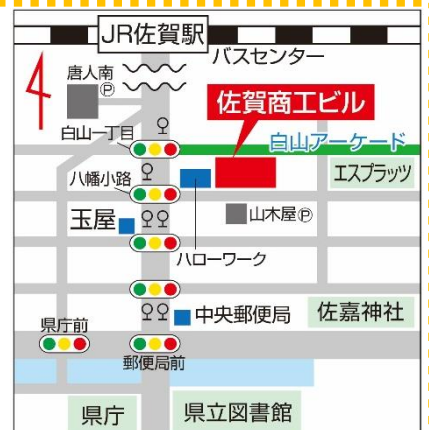 JR佐賀駅
バスセンター
唐人南
Ⓟ
佐賀商工ビル
白山一丁目
白山アーケード
八幡小路
エスプラッツ
玉屋
山木屋Ⓟ
ハローワーク
中央郵便局
佐嘉神社
県庁前
郵便局前
県庁
県立図書館